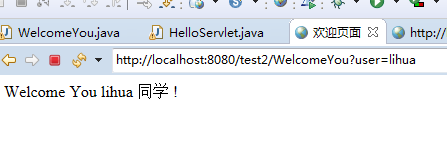 WelcomeYou.java HelloServlet.java 欢迎页面 http://
http://localhost:8080/test2/WelcomeYou?user=lihua
Welcome You lihua 同学！